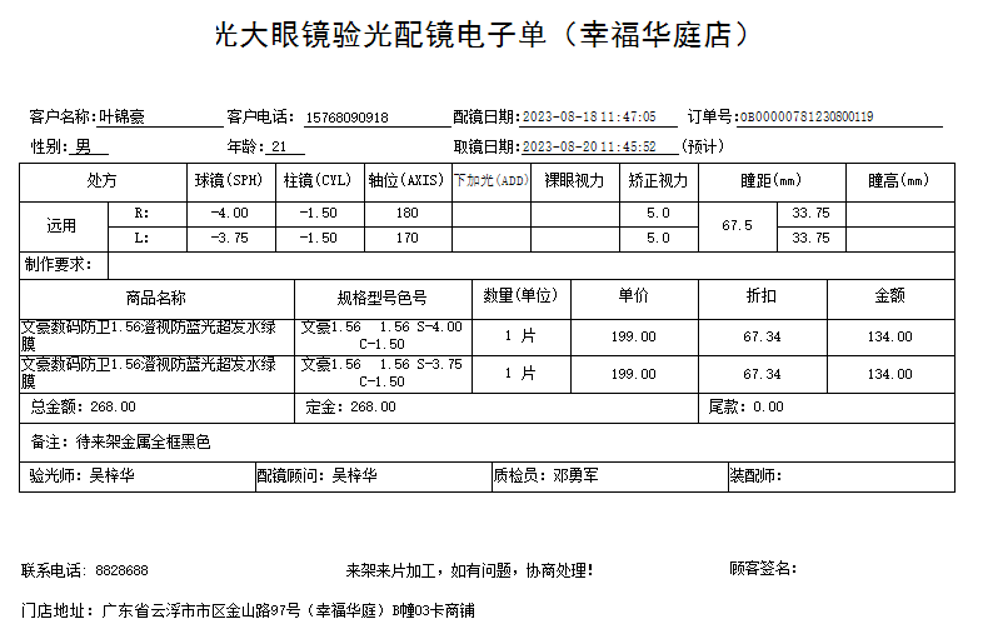 光大眼镜验光配镜电子单（幸福华庭店）
客户名称:叶锦豪 客户电话: 15768090918 配镜日期:2023-08-18 11:47:05 订单号:OB00000781230800119
性别: 男 年龄: 21 取镜日期:2023-08-20 11:45:52 (预计)
处方 球镜(SPH) 柱镜(CYL) 轴位(AXIS) 下加光(ADD) 裸眼视力 矫正视力 瞳距(mm) 瞳高(mm)
远用 R: -4.00 -1.50 180 5.0 67.5 33.75
L: -3.75 -1.50 170 5.0 33.75
制作要求:
商品名称 规格型号色号 数量(单位) 单价 折扣 金额
文豪数码防卫1.56澄视防蓝光超发水绿 文豪1.56 1.56 S-4.00 1 片 199.00 67.34 134.00
膜 C-1.50
文豪数码防卫1.56澄视防蓝光超发水绿 文豪1.56 1.56 S-3.75 1 片 199.00 67.34 134.00
膜 C-1.50
总金额: 268.00 定金: 268.00 尾款: 0.00
备注: 待来架金属全框黑色
验光师: 吴梓华 配镜顾问: 吴梓华 质检员: 邓勇军 装配师:
联系电话: 8828688 来架来片加工，如有问题，协商处理! 顾客签名:
门店地址: 广东省云浮市市区金山路97号（幸福华庭）B幢03卡商铺